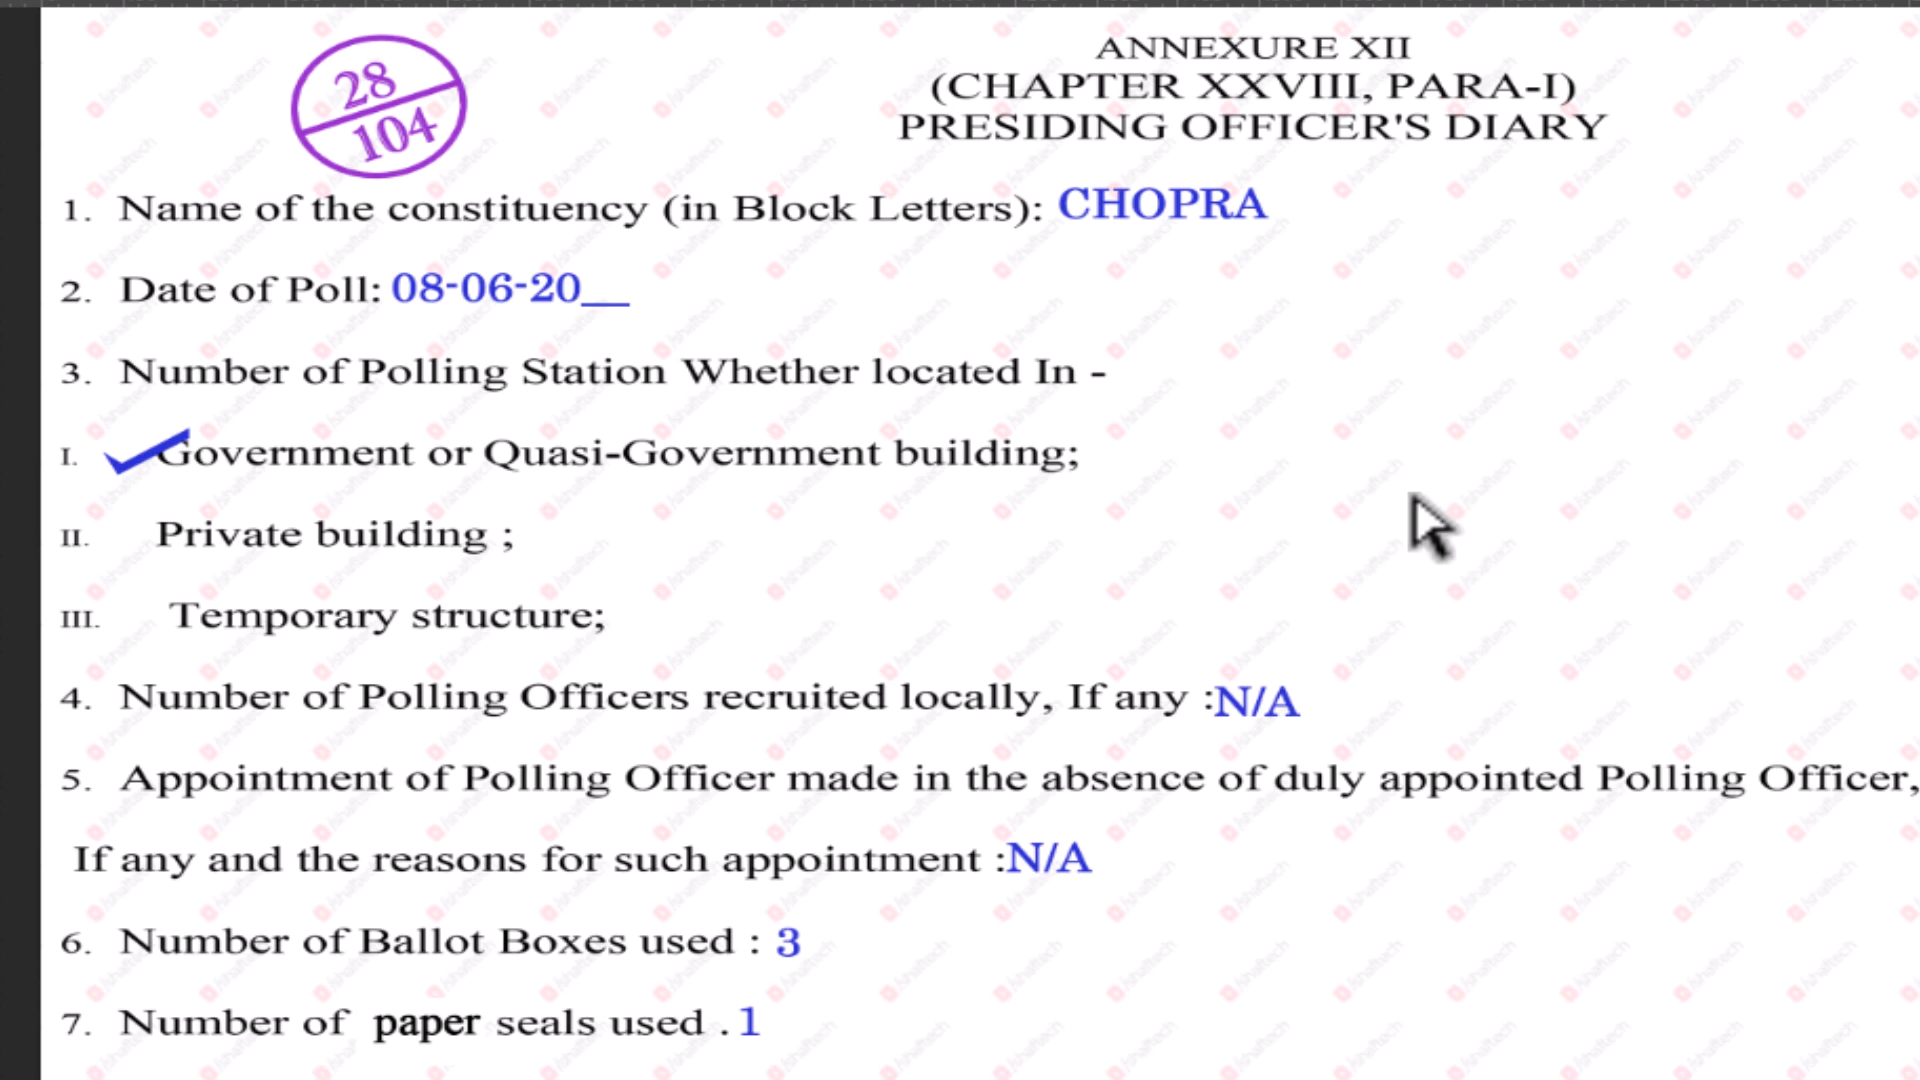 28
104
ANNEXURE XII
(CHAPTER XXVIII, PARA-I)
PRESIDING OFFICER'S DIARY
1. Name of the constituency (in Block Letters): CHOPRA
2. Date of Poll: 08-06-20__
3. Number of Polling Station Whether located In -
I. Government or Quasi-Government building;
II. Private building ;
III. Temporary structure;
4. Number of Polling Officers recruited locally, If any :N/A
5. Appointment of Polling Officer made in the absence of duly appointed Polling Officer,
If any and the reasons for such appointment :N/A
6. Number of Ballot Boxes used : 3
7. Number of paper seals used . 1